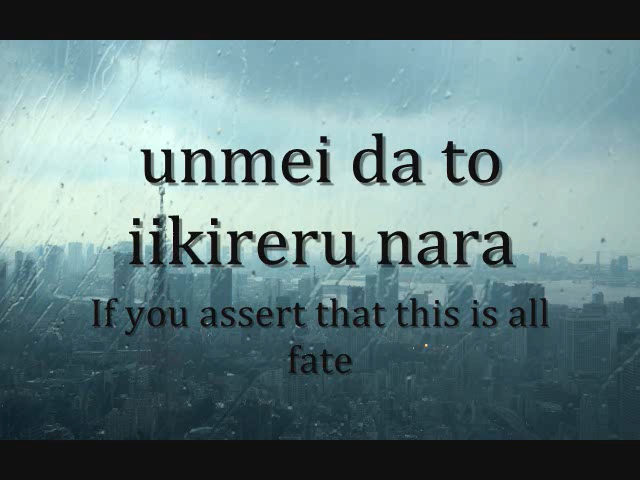 unmei da to
iikireru nara
If you assert that this is all
fate